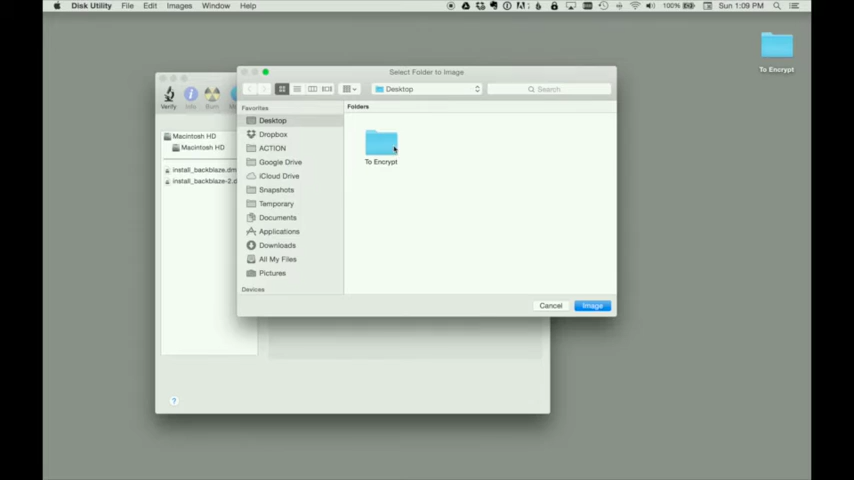 Disk Utility File Edit Images Window Help 100% Sun 1:09 PM
To Encrypt
Select Folder to Image
Desktop
Search
Verify Info Burn
Macintosh HD
Macintosh HD
install_backblaze.dm
install_backblaze-2.d
Favorites
Desktop
Dropbox
ACTION
Google Drive
iCloud Drive
Snapshots
Temporary
Documents
Applications
Downloads
All My Files
Pictures
Devices
Folders
To Encrypt
Cancel Image
?